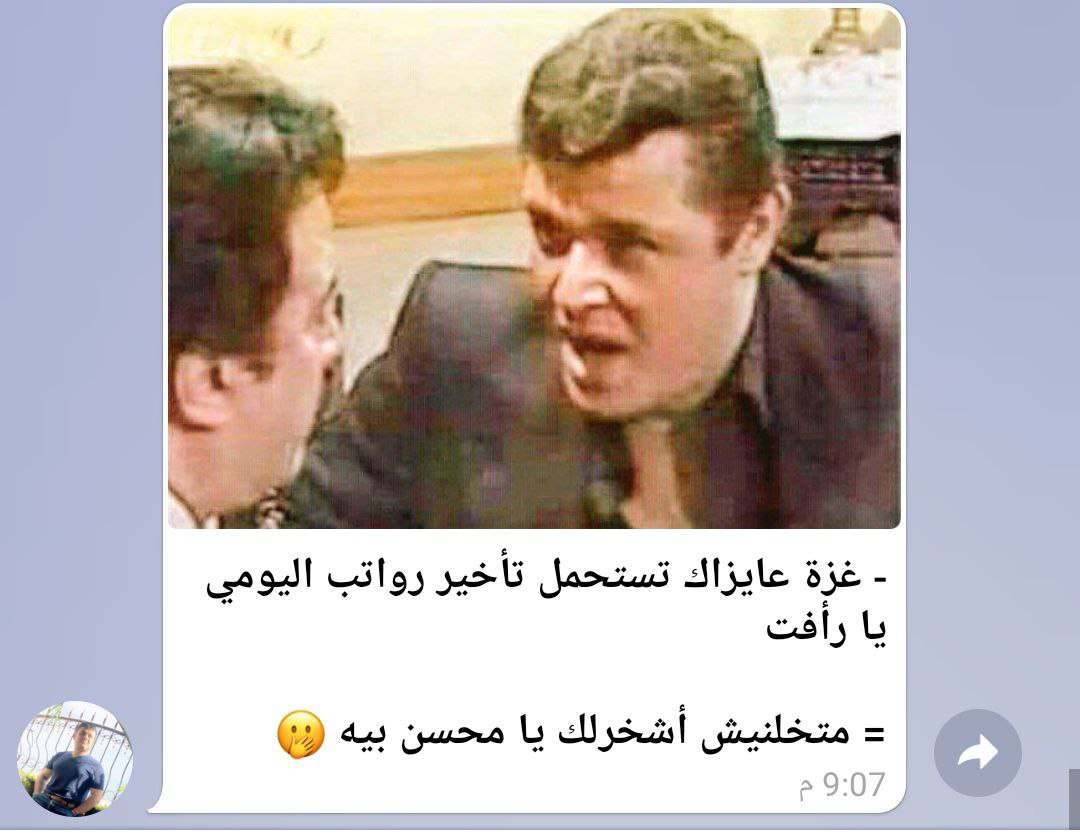 - غزة عايزاك تستحمل تأخير رواتب اليومي
يا رأفت
= متخلنيش أشخرلك يا محسن بيه 🤭
9:07 م